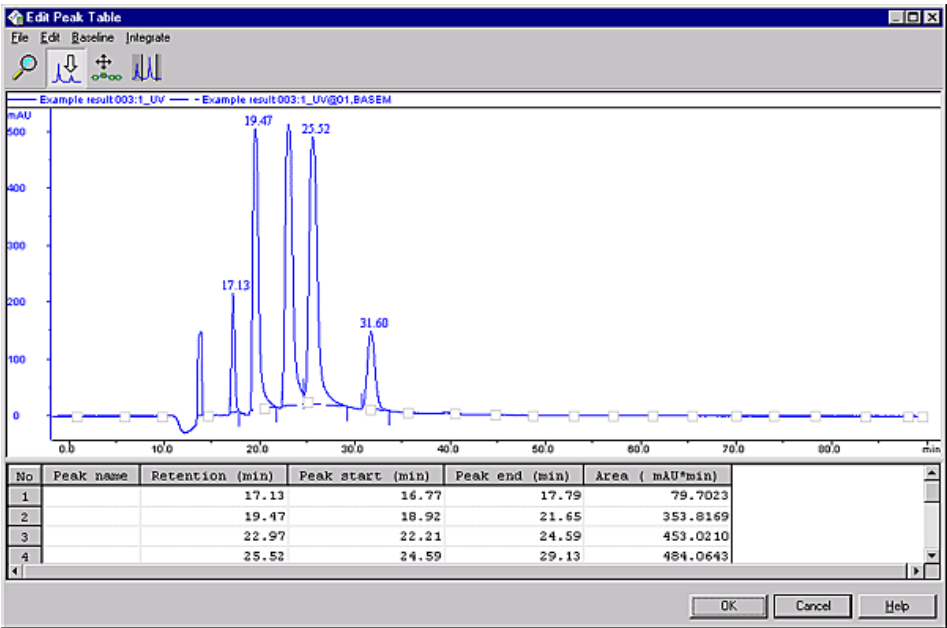 Edit Peak Table
File Edit Baseline Integrate
Example result 003:1_UV - Example result 003:1_UV@01,BASEM
mAU
500
400
300
200
100
0
19.47
25.52
17.13
31.60
0.0 10.0 20.0 30.0 40.0 50.0 60.0 70.0 80.0 min
No Peak name Retention (min) Peak start (min) Peak end (min) Area ( mAU*min)
1 17.13 16.77 17.79 79.7023
2 19.47 18.92 21.65 353.8169
3 22.97 22.21 24.59 453.0210
4 25.52 24.59 29.13 484.0643
OK Cancel Help